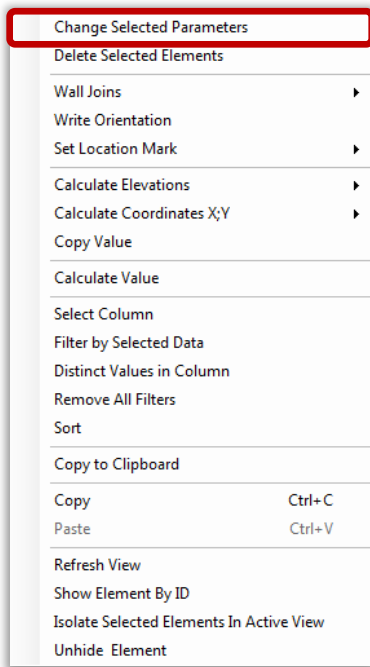 Change Selected Parameters
Delete Selected Elements
Wall Joins
Write Orientation
Set Location Mark
Calculate Elevations
Calculate Coordinates X;Y
Copy Value
Calculate Value
Select Column
Filter by Selected Data
Distinct Values in Column
Remove All Filters
Sort
Copy to Clipboard
Copy Ctrl+C
Paste Ctrl+V
Refresh View
Show Element By ID
Isolate Selected Elements In Active View
Unhide Element